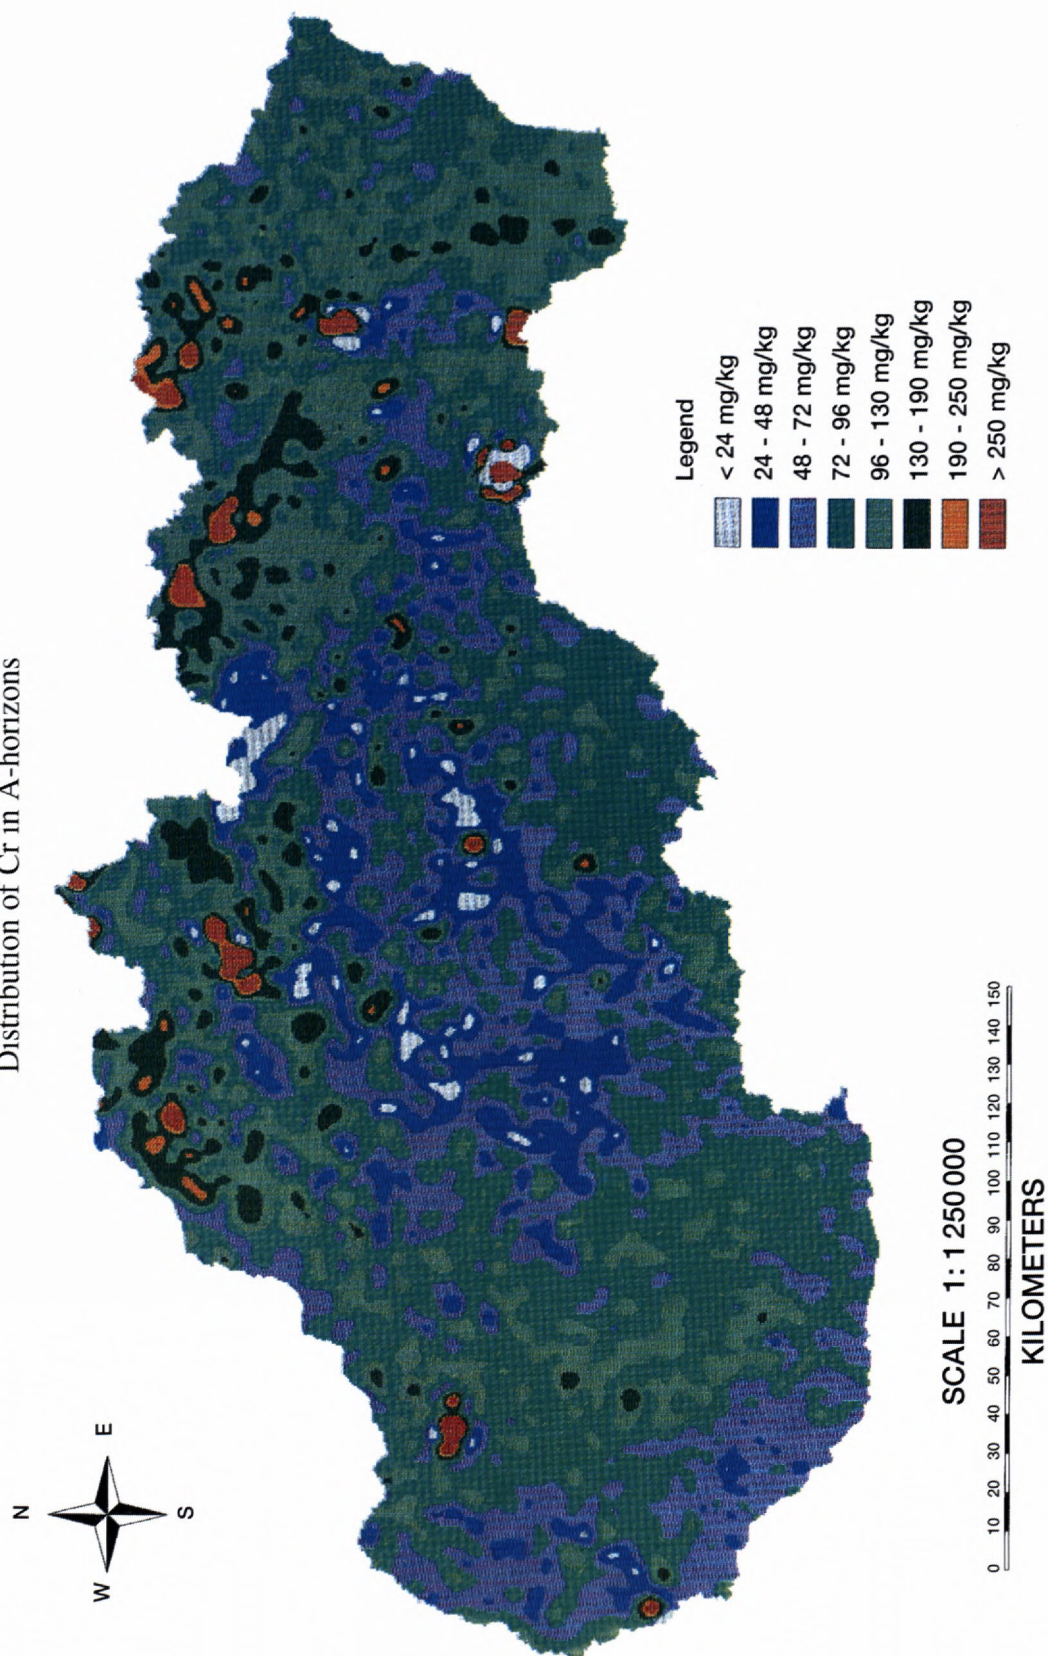 Distribution of Cr in A-horizons
N
W
E
S
Legend
< 24 mg/kg
24 - 48 mg/kg
48 - 72 mg/kg
72 - 96 mg/kg
96 - 130 mg/kg
130 - 190 mg/kg
190 - 250 mg/kg
> 250 mg/kg
SCALE 1: 1 250 000
0 10 20 30 40 50 60 70 80 90 100 110 120 130 140 150
KILOMETERS